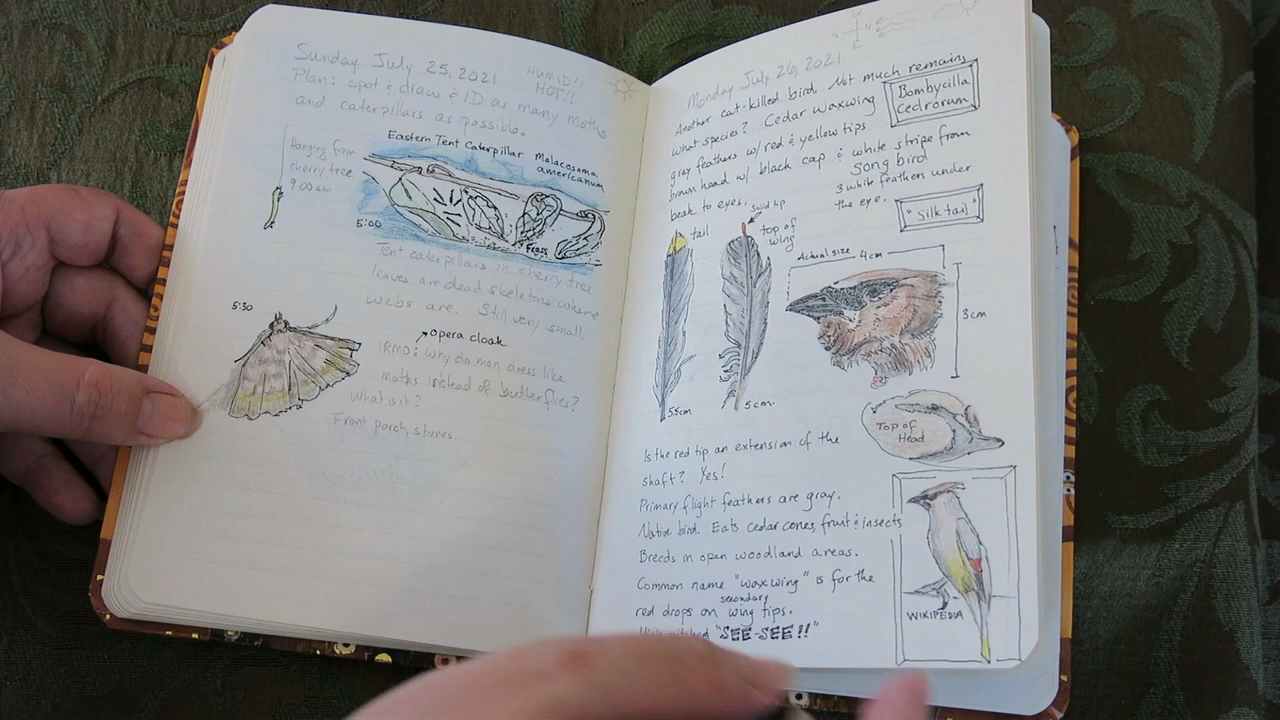 Sunday July 25, 2021
HUMID!!
HOT!!
Plan: spot & draw & ID as many moths
and caterpillars as possible.
Eastern Tent Caterpillar
Malacosoma
americanum
Hanging from
cherry tree
9:00 am
5:00
Frass
Tent caterpillars in cherry tree
leaves are dead skeletons where
webs are. Still very small.
5:30
opera cloak
IRMO: why do men dress like
moths instead of butterflies?
What is it?
Front porch, stones.
N
S
E
Monday July 26, 2021
Another cat-killed bird. Not much remains
What species? Cedar waxwing
Bombycilla
Cedrorum
gray feathers w/ red & yellow tips
brown head w/ black cap & white stripe from
beak to eyes.
Song bird
3 white feathers under
the eye.
"Silk tail"
tail
Solid tip
top of
wing
Actual size
4cm
3cm
5.5cm
5cm.
Top of
Head
Is the red tip an extension of the
shaft? Yes!
Primary flight feathers are gray.
Native bird. Eats cedar cones, fruit & insects
Breeds in open woodland areas.
Common name "waxwing" is for the
secondary
red drops on wing tips.
"SEE-SEE!!"
WIKIPEDIA